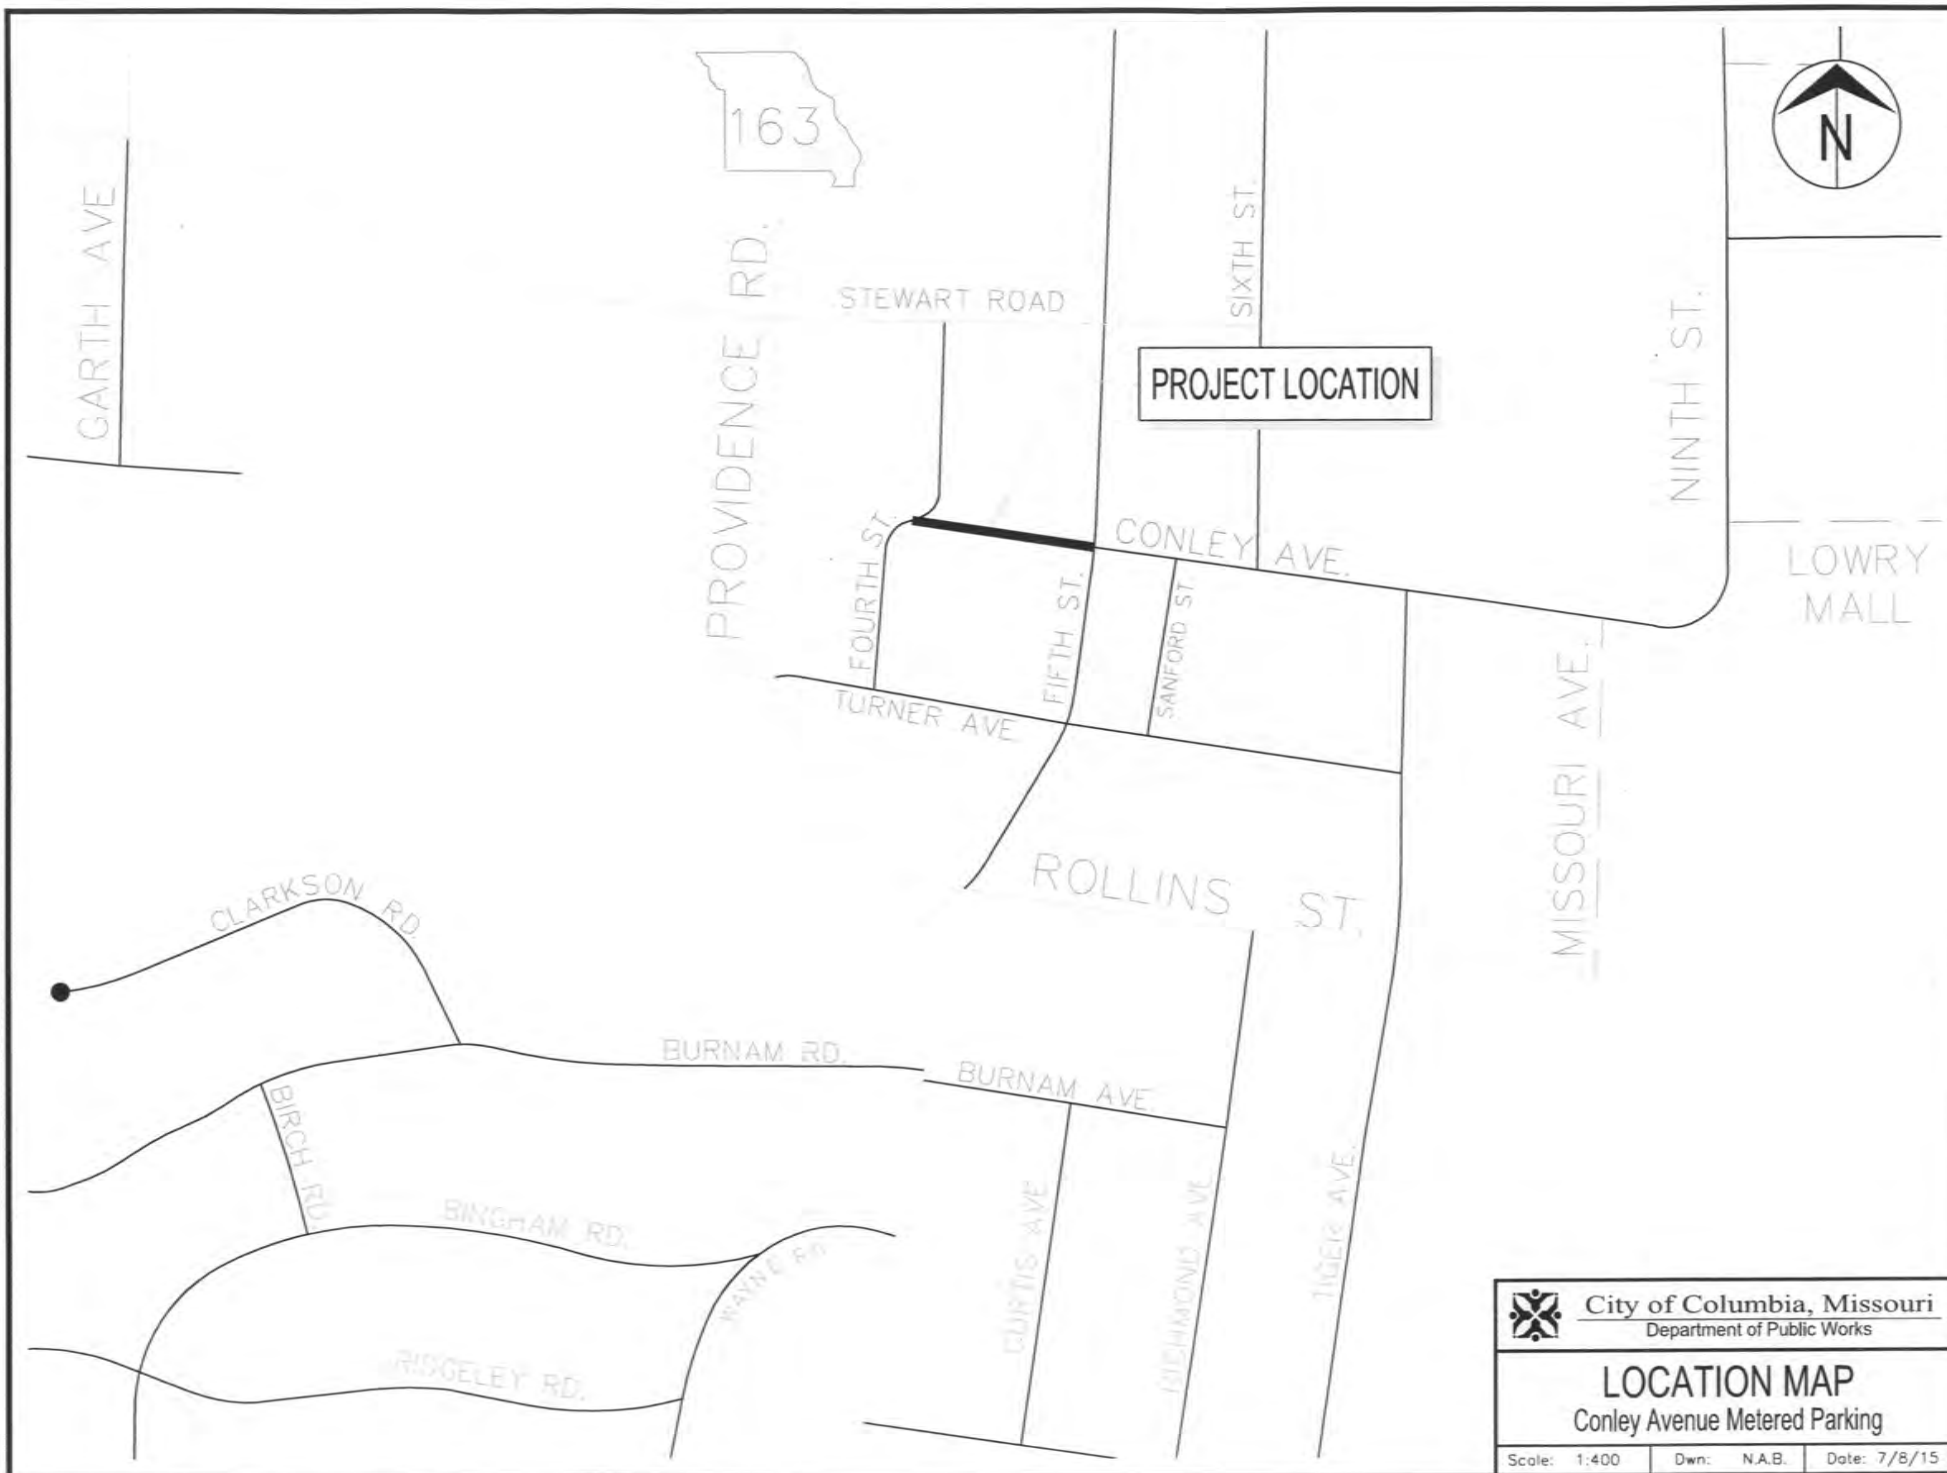 163
N
GARTH AVE
PROVIDENCE RD.
STEWART ROAD
SIXTH ST.
PROJECT LOCATION
NINTH ST.
CONLEY AVE.
LOWRY
MALL
FOURTH ST.
FIFTH ST.
SANFORD ST.
TURNER AVE.
MISSOURI AVE.
ROLLINS ST.
CLARKSON RD.
BURNAM RD.
BURNAM AVE.
BIRCH RD.
BINGHAM RD.
WAYNE RD.
CURTIS AVE.
RICHMOND AVE.
TIGER AVE.
RIDGELEY RD.
City of Columbia, Missouri
Department of Public Works
LOCATION MAP
Conley Avenue Metered Parking
Scale: 1:400 Dwn: N.A.B. Date: 7/8/15